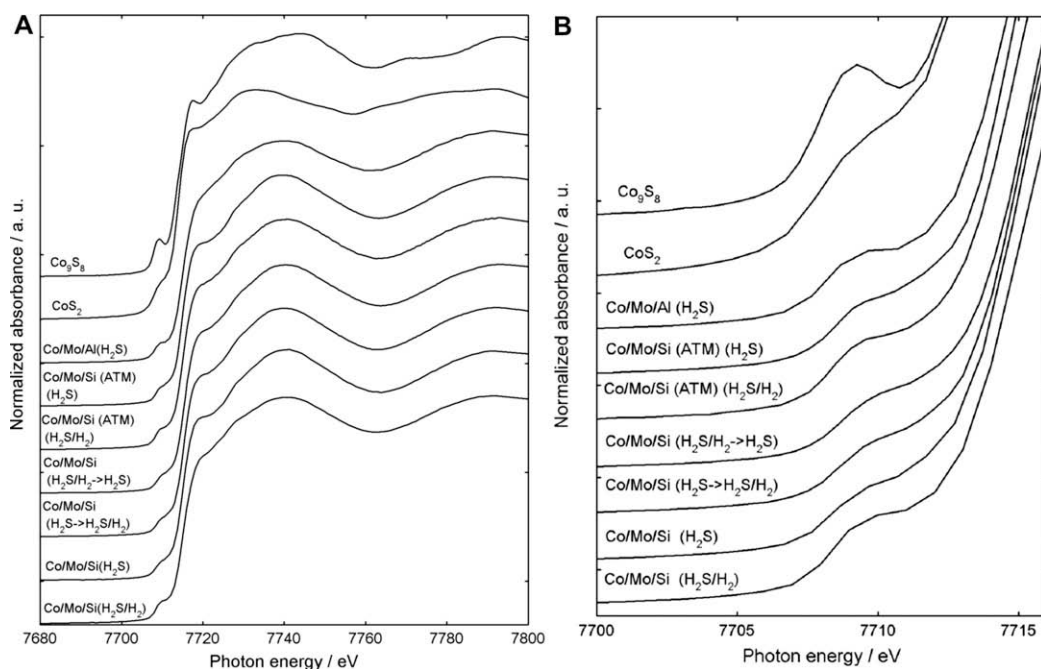 A
Normalized absorbance / a. u.
Co₉S₈
CoS₂
Co/Mo/Al(H₂S)
Co/Mo/Si (ATM)
(H₂S)
Co/Mo/Si (ATM)
(H₂S/H₂)
Co/Mo/Si
(H₂S/H₂->H₂S)
Co/Mo/Si
(H₂S->H₂S/H₂)
Co/Mo/Si(H₂S)
Co/Mo/Si(H₂S/H₂)
7680 7700 7720 7740 7760 7780 7800
Photon energy / eV
B
Normalized absorbance / a. u.
Co₉S₈
CoS₂
Co/Mo/Al (H₂S)
Co/Mo/Si (ATM) (H₂S)
Co/Mo/Si (ATM) (H₂S/H₂)
Co/Mo/Si (H₂S/H₂->H₂S)
Co/Mo/Si (H₂S->H₂S/H₂)
Co/Mo/Si (H₂S)
Co/Mo/Si (H₂S/H₂)
7700 7705 7710 7715
Photon energy / eV